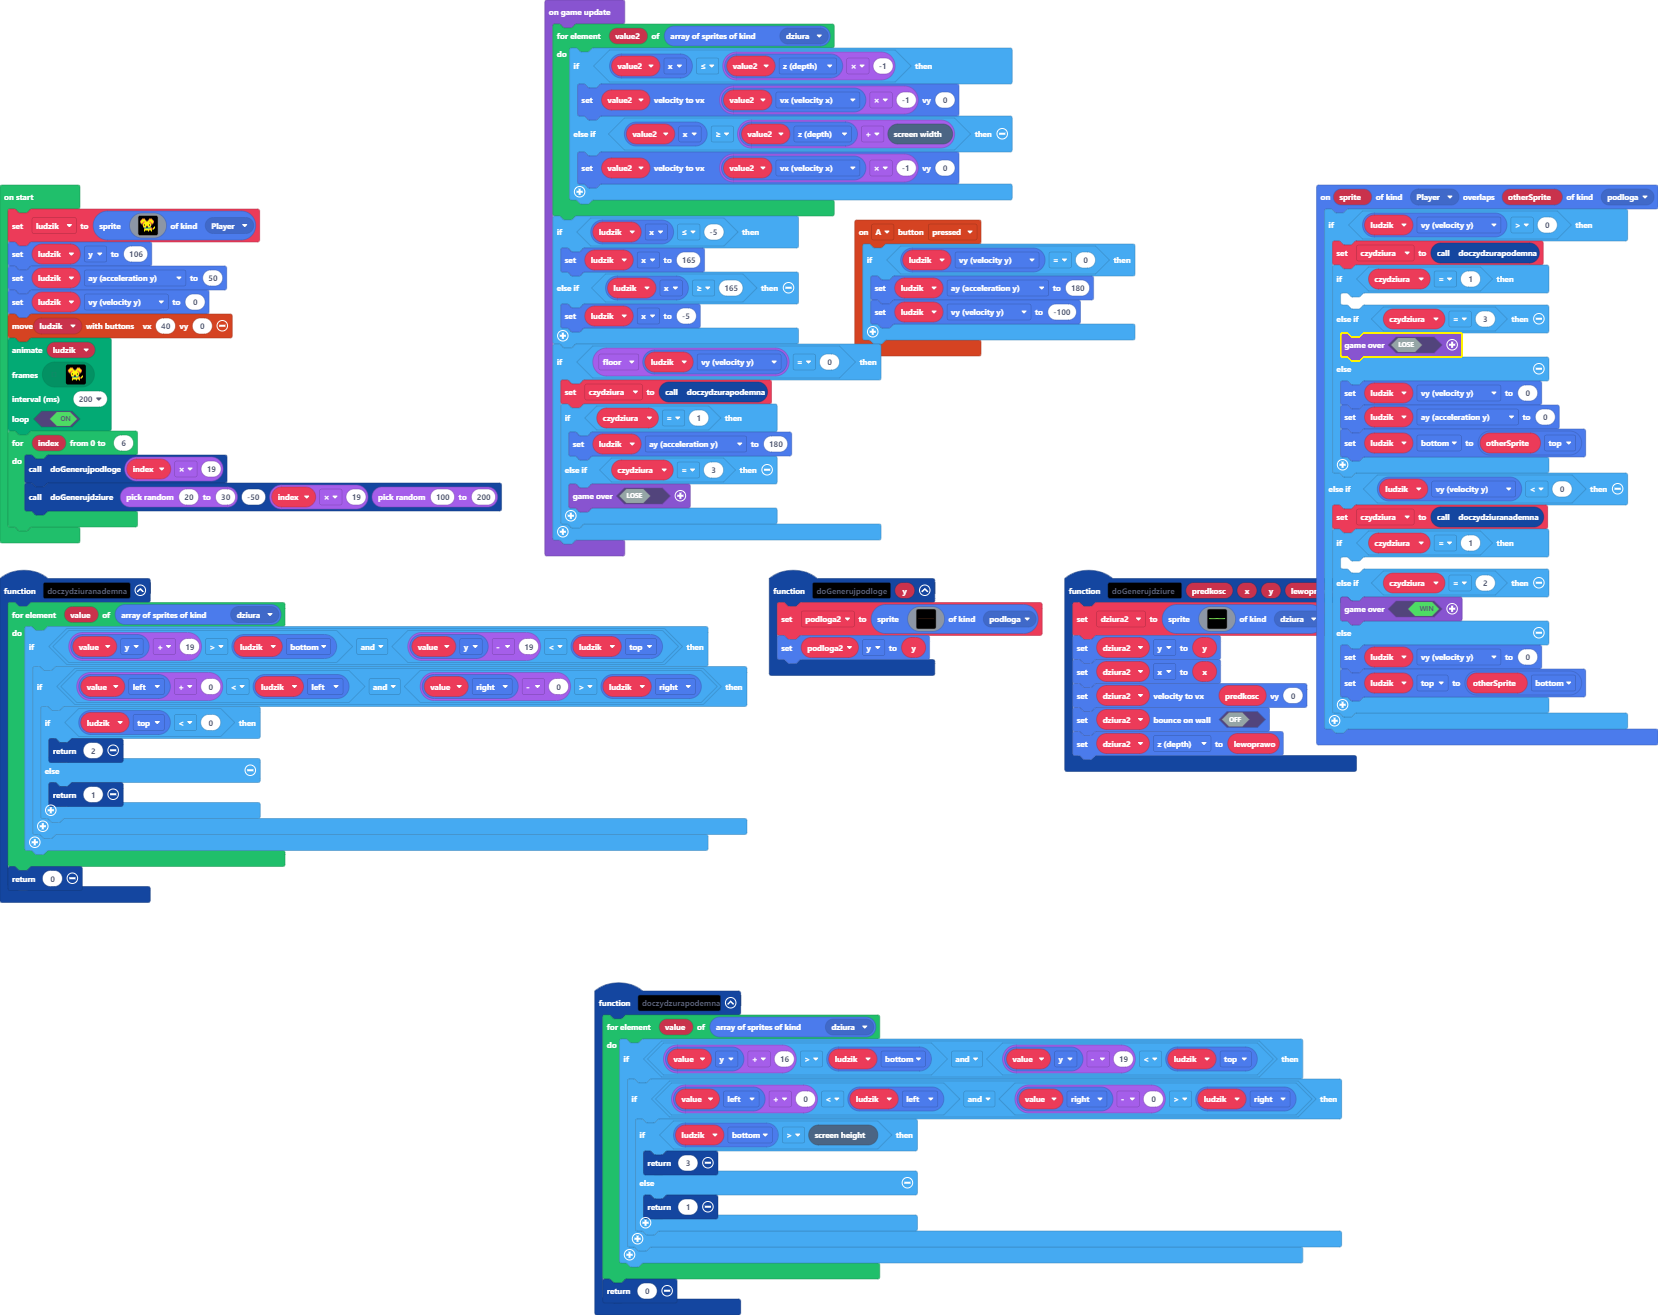 on start
set ludzik to sprite of kind Player
set ludzik y to 106
set ludzik ay (acceleration y) to 50
set ludzik vy (velocity y) to 0
move ludzik with buttons vx 40 vy 0
animate ludzik
frames
interval (ms) 200
loop ON
for index from 0 to 6
do
call doGenerujpodloge index × 19
call doGenerujdziure pick random 20 to 30 -50 index × 19 pick random 100 to 200
on game update
for element value2 of array of sprites of kind dziura
do
if value2 x ≤ value2 z (depth) × -1 then
set value2 velocity to vx value2 vx (velocity x) × -1 vy 0
else if value2 x ≥ value2 z (depth) + screen width then
set value2 velocity to vx value2 vx (velocity x) × -1 vy 0
if ludzik x ≤ -5 then
set ludzik x to 165
else if ludzik x ≥ 165 then
set ludzik x to -5
if floor ludzik vy (velocity y) = 0 then
set czydziura to call doczydzurapodemna
if czydziura = 1 then
set ludzik ay (acceleration y) to 180
else if czydziura = 3 then
game over LOSE
on A button pressed
if ludzik vy (velocity y) = 0 then
set ludzik ay (acceleration y) to 180
set ludzik vy (velocity y) to -100
on sprite of kind Player overlaps otherSprite of kind podloga
if ludzik vy (velocity y) > 0 then
set czydziura to call doczydzurapodemna
if czydziura = 1 then
else if czydziura = 3 then
game over LOSE
else
set ludzik vy (velocity y) to 0
set ludzik ay (acceleration y) to 0
set ludzik bottom to otherSprite top
else if ludzik vy (velocity y) < 0 then
set czydziura to call doczydziuranademna
if czydziura = 1 then
else if czydziura = 2 then
game over WIN
else
set ludzik vy (velocity y) to 0
set ludzik top to otherSprite bottom
function doczydziuranademna
for element value of array of sprites of kind dziura
do
if value y + 19 > ludzik bottom and value y - 19 < ludzik top then
if value left + 0 < ludzik left and value right - 0 > ludzik right then
if ludzik top < 0 then
return 2
else
return 1
return 0
function doGenerujpodloge y
set podloga2 to sprite of kind podloga
set podloga2 y to y
function doGenerujdziure predkosc x y lewopr
set dziura2 to sprite of kind dziura
set dziura2 y to y
set dziura2 x to x
set dziura2 velocity to vx predkosc vy 0
set dziura2 bounce on wall OFF
set dziura2 z (depth) to lewoprawo
function doczydzurapodemna
for element value of array of sprites of kind dziura
do
if value y + 16 > ludzik bottom and value y - 19 < ludzik top then
if value left + 0 < ludzik left and value right - 0 > ludzik right then
if ludzik bottom > screen height then
return 3
else
return 1
return 0